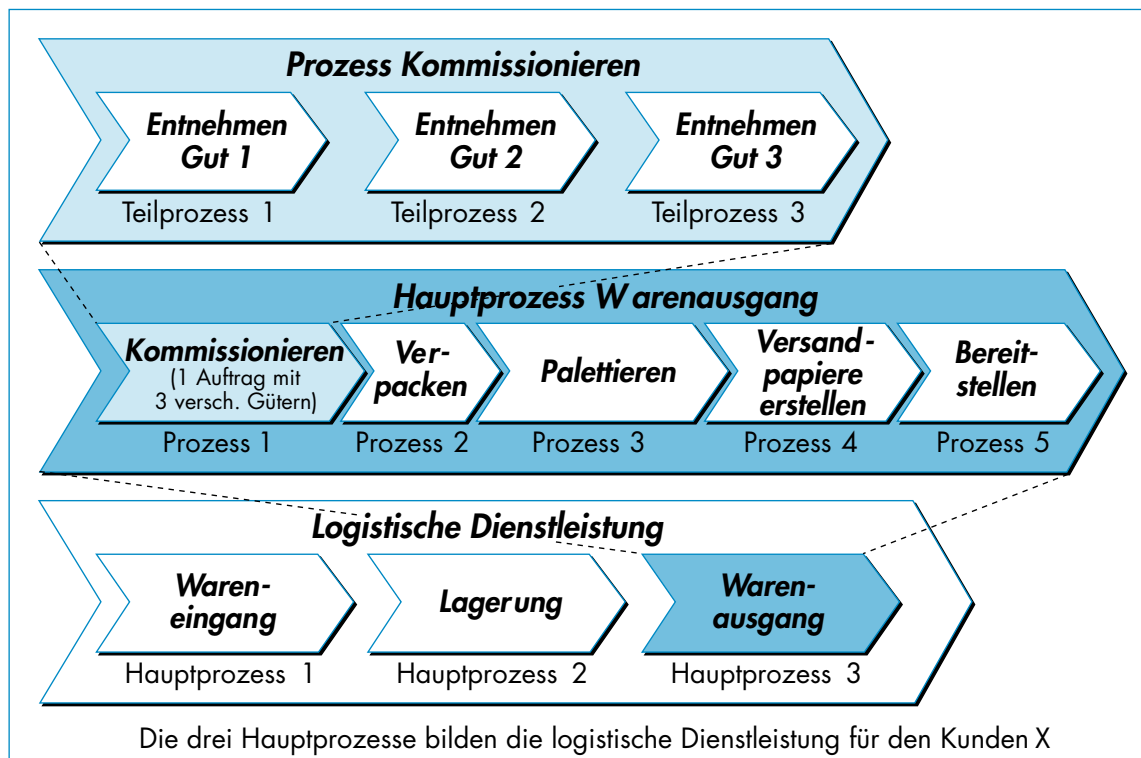 Prozess Kommissionieren
Entnehmen
Gut 1
Entnehmen
Gut 2
Entnehmen
Gut 3
Teilprozess 1
Teilprozess 2
Teilprozess 3
Hauptprozess Warenausgang
Kommissionieren
(1 Auftrag mit
3 versch. Gütern)
Ver-
packen
Palettieren
Versand-
papiere
erstellen
Bereit-
stellen
Prozess 1
Prozess 2
Prozess 3
Prozess 4
Prozess 5
Logistische Dienstleistung
Waren-
eingang
Lagerung
Waren-
ausgang
Hauptprozess 1
Hauptprozess 2
Hauptprozess 3
Die drei Hauptprozesse bilden die logistische Dienstleistung für den Kunden X